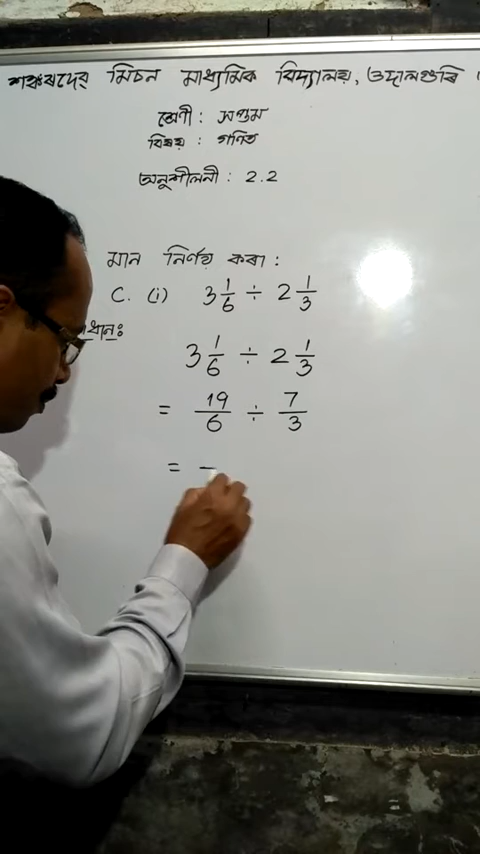 শঙ্কৰদেৱ মিচন মাধ্যমিক বিদ্যালয়, ওদালগুৰি
শ্ৰেণী : সপ্তম
বিষয় : গণিত
অনুশীলনী : 2.2
মান নিৰ্ণয় কৰা :
C. (i) 3 1/6 ÷ 2 1/3
ধানঃ
3 1/6 ÷ 2 1/3
= 19/6 ÷ 7/3
=